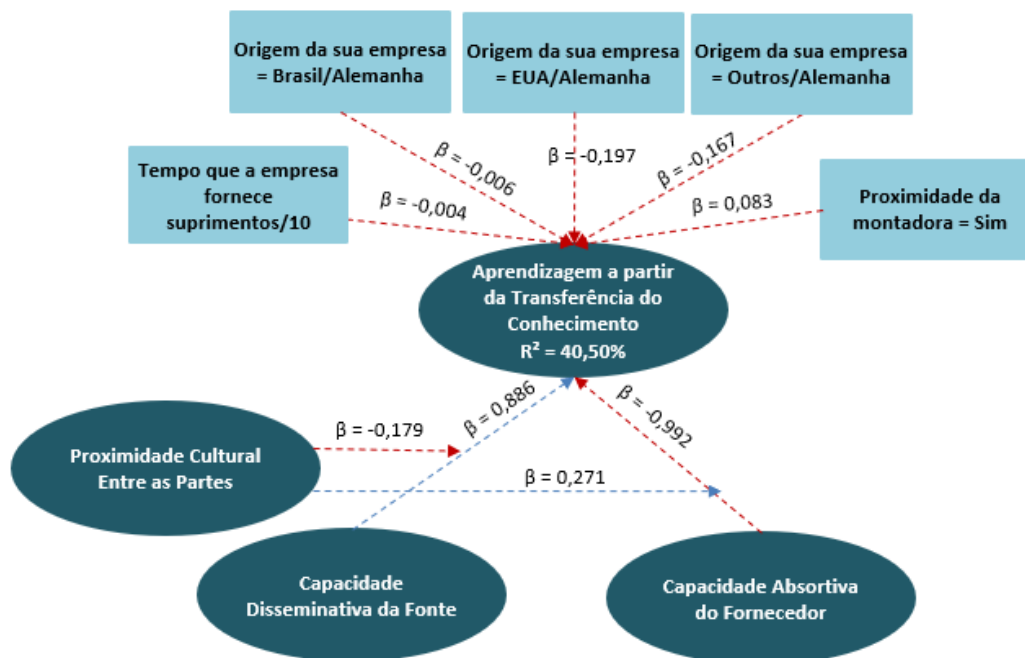 Origem da sua empresa
= Brasil/Alemanha
Origem da sua empresa
= EUA/Alemanha
Origem da sua empresa
= Outros/Alemanha
β = -0,006
β = -0,197
β = -0,167
Tempo que a empresa
fornece
suprimentos/10
β = -0,004
β = 0,083
Proximidade da
montadora = Sim
Aprendizagem a partir
da Transferência do
Conhecimento
R² = 40,50%
β = 0,886
β = -0,992
β = -0,179
Proximidade Cultural
Entre as Partes
β = 0,271
Capacidade
Disseminativa da Fonte
Capacidade Absortiva
do Fornecedor